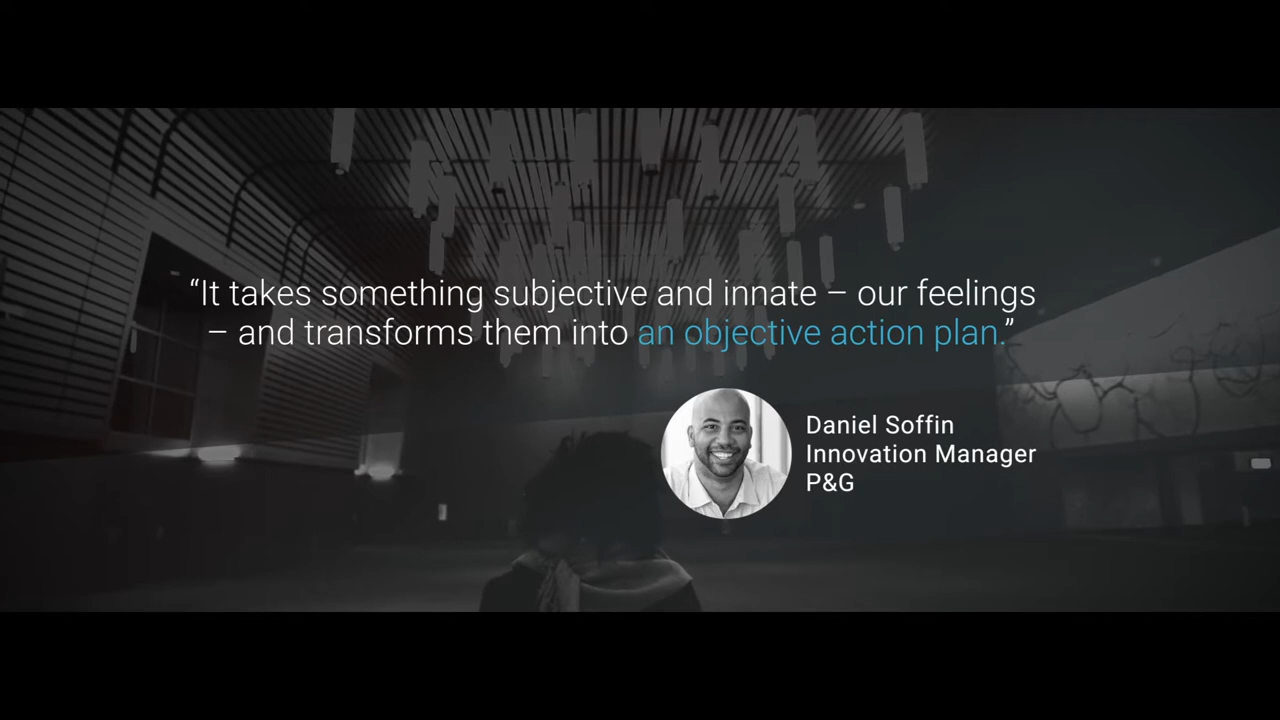 “It takes something subjective and innate – our feelings
– and transforms them into an objective action plan.”
Daniel Soffin
Innovation Manager
P&G